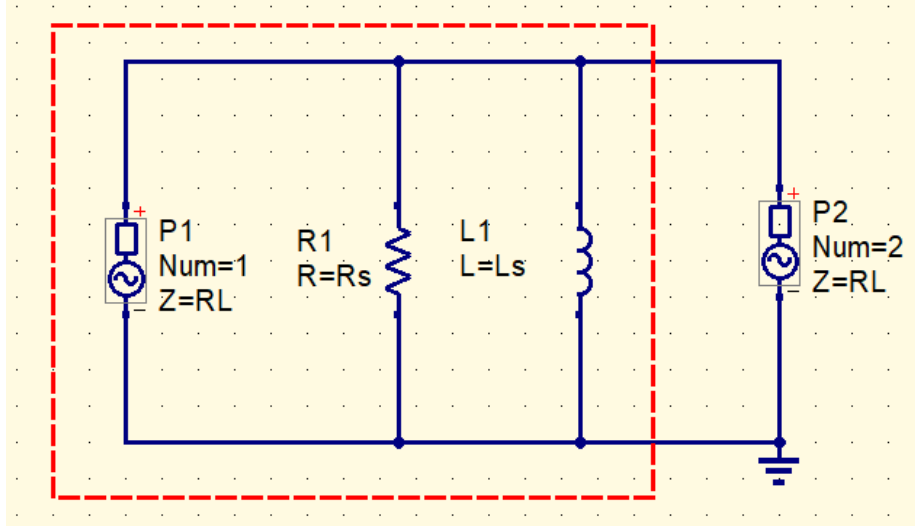 +
P1
Num=1
Z=RL
−
R1
R=Rs
L1
L=Ls
+
P2
Num=2
Z=RL
−